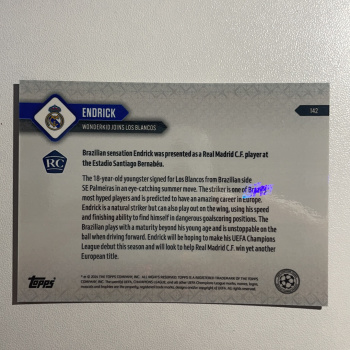 ENDRICK
WONDERKID JOINS LOS BLANCOS
142
RC
Brazilian sensation Endrick was presented as a Real Madrid C.F. player at
the Estadio Santiago Bernabéu.
The 18-year-old youngster signed for Los Blancos from Brazilian side
SE Palmeiras in an eye-catching summer move. The striker is one of
most hyped players and is predicted to have an amazing career in Europe.
Endrick is a natural striker but can also play out on the wing, using his speed
and finishing ability to find himself in dangerous goalscoring positions. The
Brazilian plays with a maturity beyond his young age and is unstoppable on the
ball when driving forward. Endrick will be hoping to make his UEFA Champions
League debut this season and will look to help Real Madrid C.F. win yet another
European title.
Topps